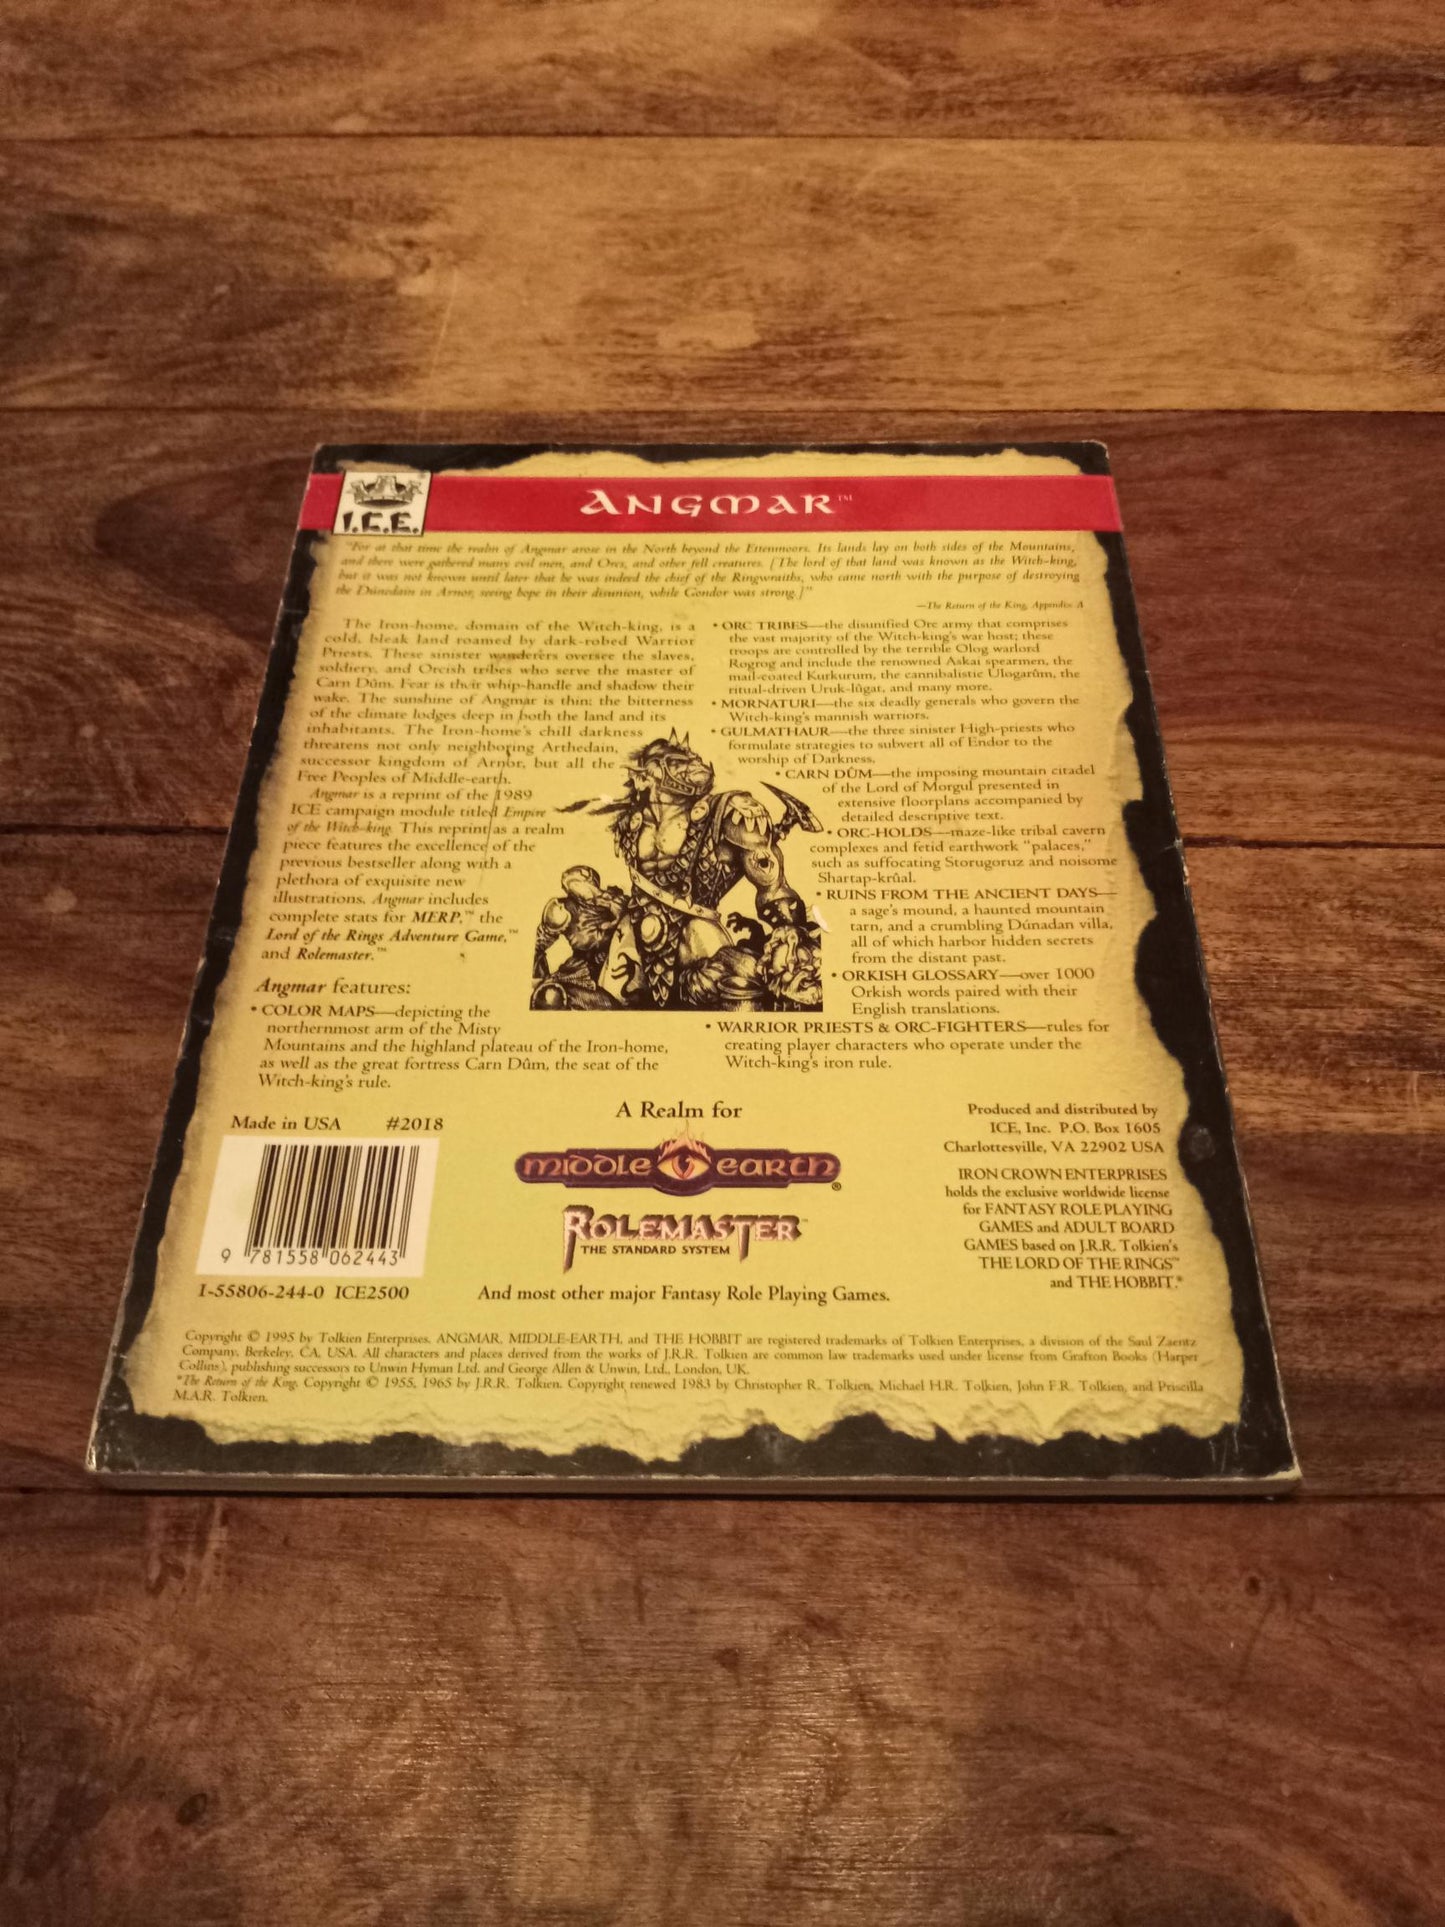 I.C.E.
ANGMAR™
"For at that time the realm of Angmar arose in the North beyond the Ettenmoors. Its lands lay on both sides of the Mountains,
and there were gathered many evil men, and Orcs, and other fell creatures. [The lord of that land was known as the Witch-king,
but it was not known until later that he was indeed the chief of the Ringwraiths, who came north with the purpose of destroying
the Dúnedain in Arnor, seeing hope in their disunion, while Gondor was strong.]"
—The Return of the King, Appendix A
The Iron-home, domain of the Witch-king, is a
cold, bleak land roamed by dark-robed Warrior
Priests. These sinister wanderers oversee the slaves,
soldiery, and Orcish tribes who serve the master of
Carn Dûm. Fear is their whip-handle and shadow their
wake. The sunshine of Angmar is thin; the bitterness
of the climate lodges deep in both the land and its
inhabitants. The Iron-home's chill darkness
threatens not only neighboring Arthedain,
successor kingdom of Arnor, but all the
Free Peoples of Middle-earth.
Angmar is a reprint of the 1989
ICE campaign module titled Empire
of the Witch-king. This reprint as a realm
piece features the excellence of the
previous bestseller along with a
plethora of exquisite new
illustrations. Angmar includes
complete stats for MERP,™ the
Lord of the Rings Adventure Game,™
and Rolemaster.™
Angmar features:
• COLOR MAPS—depicting the
northernmost arm of the Misty
Mountains and the highland plateau of the Iron-home,
as well as the great fortress Carn Dûm, the seat of the
Witch-king's rule.
• ORC TRIBES—the disunified Orc army that comprises
the vast majority of the Witch-king's war host; these
troops are controlled by the terrible Olog warlord
Rogrog and include the renowned Askai spearmen, the
mail-coated Kurkurum, the cannibalistic Ulogarûm, the
ritual-driven Uruk-lûgat, and many more.
• MORNATURI—the six deadly generals who govern the
Witch-king's mannish warriors.
• GULMATHAUR—the three sinister High-priests who
formulate strategies to subvert all of Endor to the
worship of Darkness.
• CARN DÛM—the imposing mountain citadel
of the Lord of Morgul presented in
extensive floorplans accompanied by
detailed descriptive text.
• ORC-HOLDS—maze-like tribal cavern
complexes and fetid earthwork "palaces,"
such as suffocating Storugoruz and noisome
Shartap-krûal.
• RUINS FROM THE ANCIENT DAYS—
a sage's mound, a haunted mountain
tarn, and a crumbling Dúnadan villa,
all of which harbor hidden secrets
from the distant past.
• ORKISH GLOSSARY—over 1000
Orkish words paired with their
English translations.
• WARRIOR PRIESTS & ORC-FIGHTERS—rules for
creating player characters who operate under the
Witch-king's iron rule.
Made in USA #2018
9 781558 062443
1-55806-244-0 ICE2500
A Realm for
MIDDLE EARTH®
ROLEMASTER™
THE STANDARD SYSTEM
And most other major Fantasy Role Playing Games.
Produced and distributed by
ICE, Inc. P.O. Box 1605
Charlottesville, VA 22902 USA
IRON CROWN ENTERPRISES
holds the exclusive worldwide license
for FANTASY ROLE PLAYING
GAMES and ADULT BOARD
GAMES based on J.R.R. Tolkien's
THE LORD OF THE RINGS™
and THE HOBBIT.*
Copyright © 1995 by Tolkien Enterprises. ANGMAR, MIDDLE-EARTH, and THE HOBBIT are registered trademarks of Tolkien Enterprises, a division of the Saul Zaentz
Company, Berkeley, CA, USA. All characters and places derived from the works of J.R.R. Tolkien are common law trademarks used under license from Grafton Books (Harper
Collins), publishing successors to Unwin Hyman Ltd. and George Allen & Unwin, Ltd., London, UK.
*The Return of the King. Copyright © 1955, 1965 by J.R.R. Tolkien. Copyright renewed 1983 by Christopher R. Tolkien, Michael H.R. Tolkien, John F.R. Tolkien, and Priscilla
M.A.R. Tolkien.